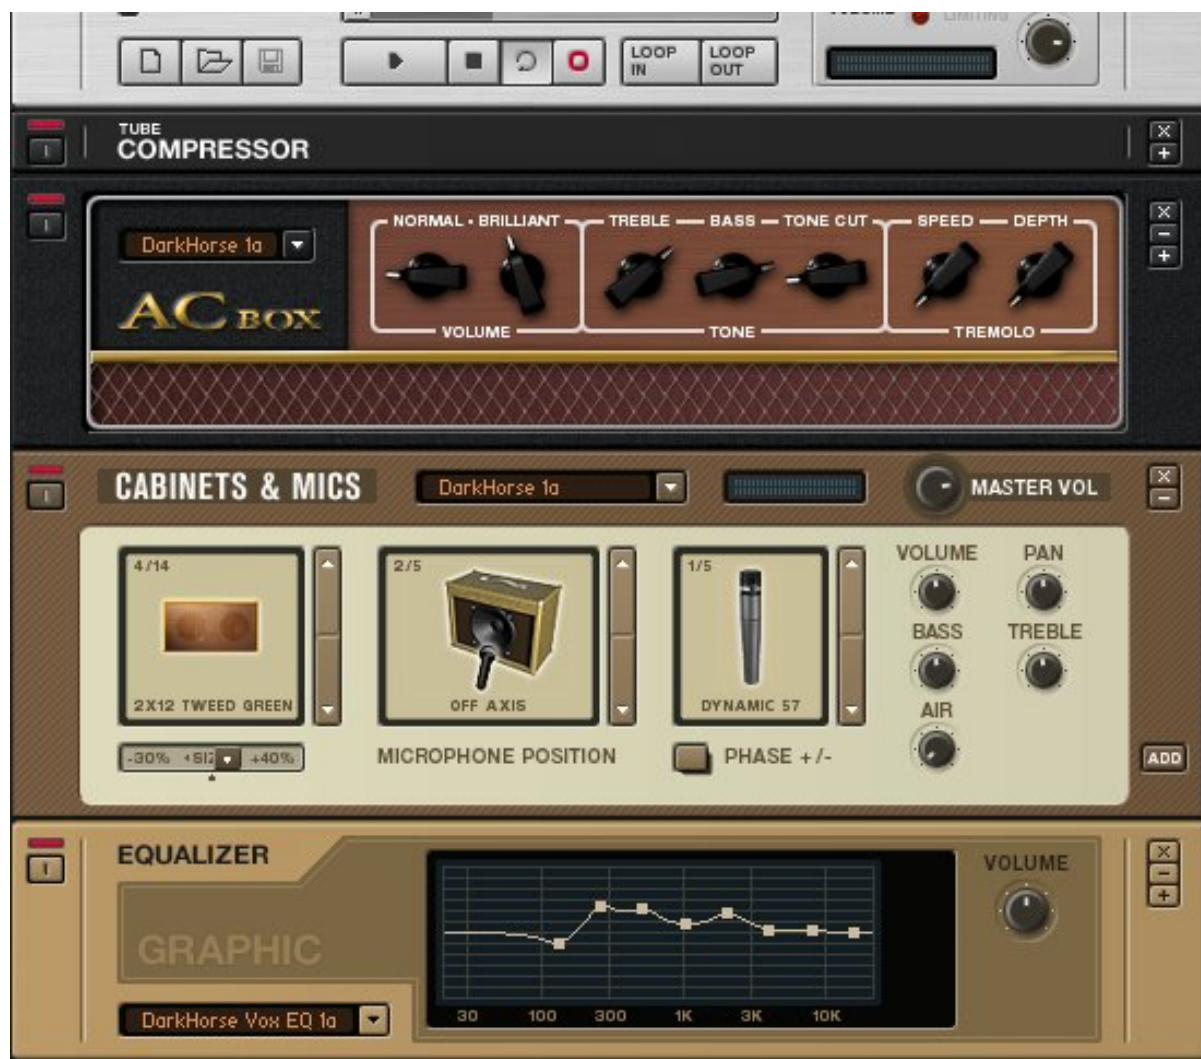 VOLUME LIMITING
LOOP IN
LOOP OUT
TUBE
COMPRESSOR
NORMAL - BRILLIANT
TREBLE
BASS
TONE CUT
SPEED
DEPTH
DarkHorse 1a
AC BOX
VOLUME
TONE
TREMOLO
CABINETS & MICS
DarkHorse 1a
MASTER VOL
4/14
2X12 TWEED GREEN
2/5
OFF AXIS
1/5
DYNAMIC 57
VOLUME
PAN
BASS
TREBLE
AIR
-30%
+40%
MICROPHONE POSITION
PHASE +/-
ADD
EQUALIZER
GRAPHIC
DarkHorse Vox EQ 1a
30 100 300 1K 3K 10K
VOLUME